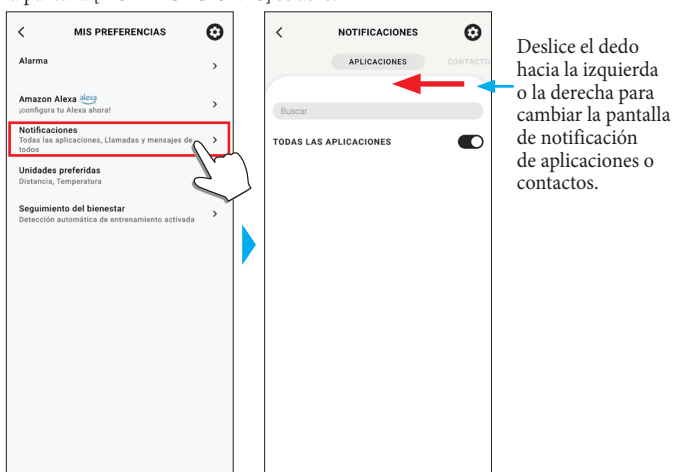 MIS PREFERENCIAS
Alarma
Amazon Alexa alexa
¡configura tu Alexa ahora!
Notificaciones
Todas las aplicaciones, Llamadas y mensajes de
todos
Unidades preferidas
Distancia, Temperatura
Seguimiento del bienestar
Detección automática de entrenamiento activada
NOTIFICACIONES
APLICACIONES
CONTACTO
Buscar
TODAS LAS APLICACIONES
Deslice el dedo
hacia la izquierda
o la derecha para
cambiar la pantalla
de notificación
de aplicaciones o
contactos.